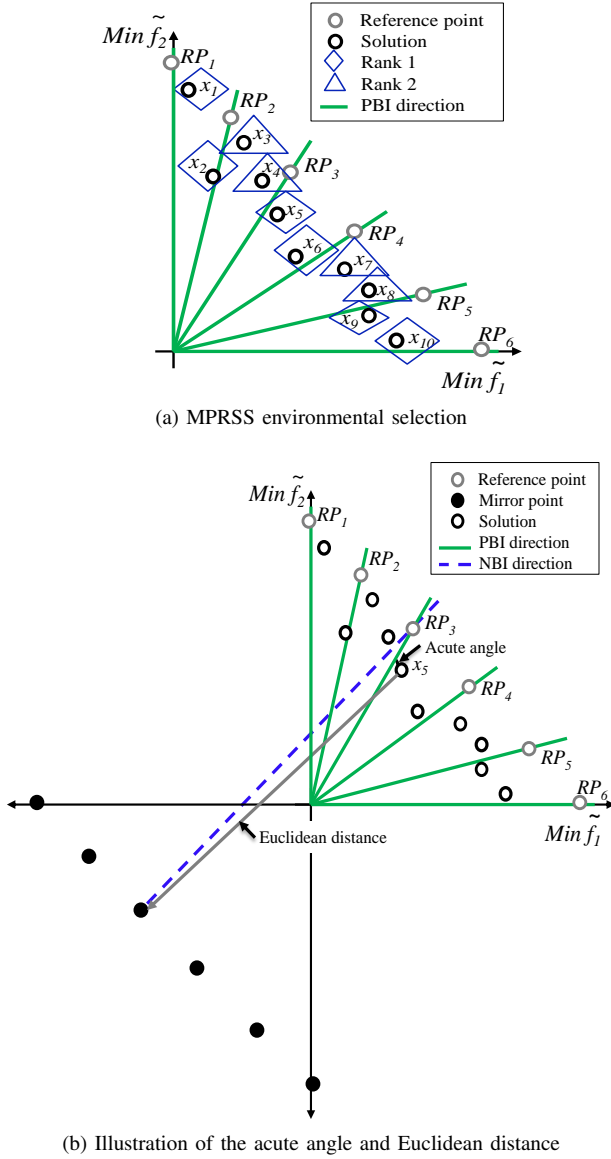 Reference point
Solution
Rank 1
Rank 2
PBI direction
Min f̃₂
RP₁
x₁
RP₂
x₃
x₂
x₄
RP₃
x₅
x₆
RP₄
x₇
x₈
RP₅
x₉
x₁₀
RP₆
Min f̃₁
(a) MPRSS environmental selection
Reference point
Mirror point
Solution
PBI direction
NBI direction
Min f̃₂
RP₁
RP₂
RP₃
Acute angle
x₅
RP₄
RP₅
RP₆
Min f̃₁
Euclidean distance
(b) Illustration of the acute angle and Euclidean distance